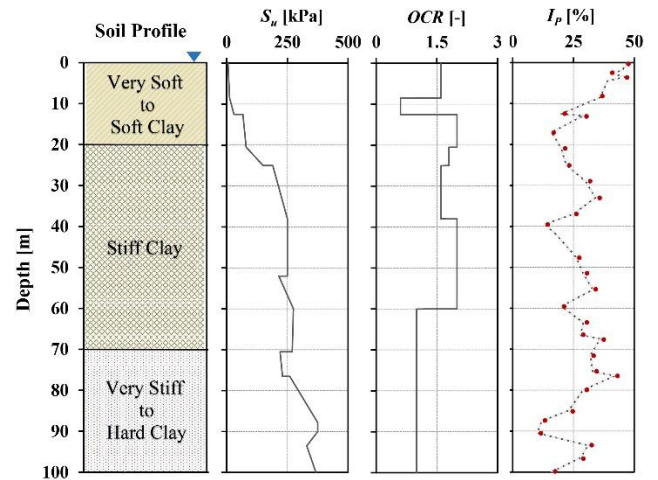 Soil Profile
S_u [kPa]
OCR [-]
I_P [%]
0 250 500
0 1.5 3
0 25 50
Depth [m]
0
10
20
30
40
50
60
70
80
90
100
Very Soft
to
Soft Clay
Stiff Clay
Very Stiff
to
Hard Clay